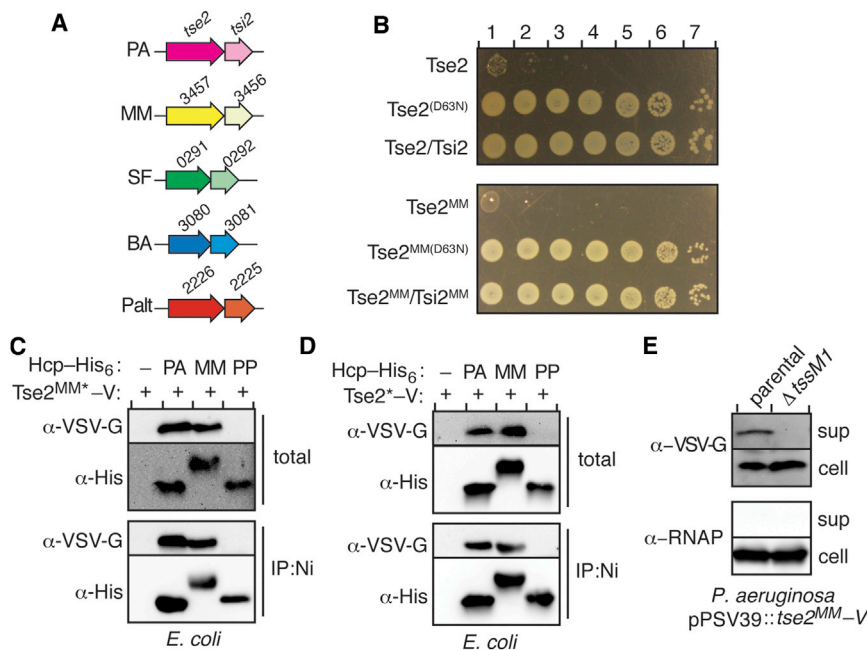 A
tse2 tsi2
PA
3457 3456
MM
0291 0292
SF
3080 3081
BA
2226 2225
Palt
B
1 2 3 4 5 6 7
Tse2
Tse2(D63N)
Tse2/Tsi2
Tse2MM
Tse2MM(D63N)
Tse2MM/Tsi2MM
C
Hcp–His6: – PA MM PP
Tse2MM*–V: + + + +
α-VSV-G
α-His
total
α-VSV-G
α-His
IP:Ni
E. coli
D
Hcp–His6: – PA MM PP
Tse2*–V: + + + +
α-VSV-G
α-His
total
α-VSV-G
α-His
IP:Ni
E. coli
E
parental ΔtssM1
α–VSV-G
sup
cell
α–RNAP
sup
cell
P. aeruginosa
pPSV39::tse2MM–V